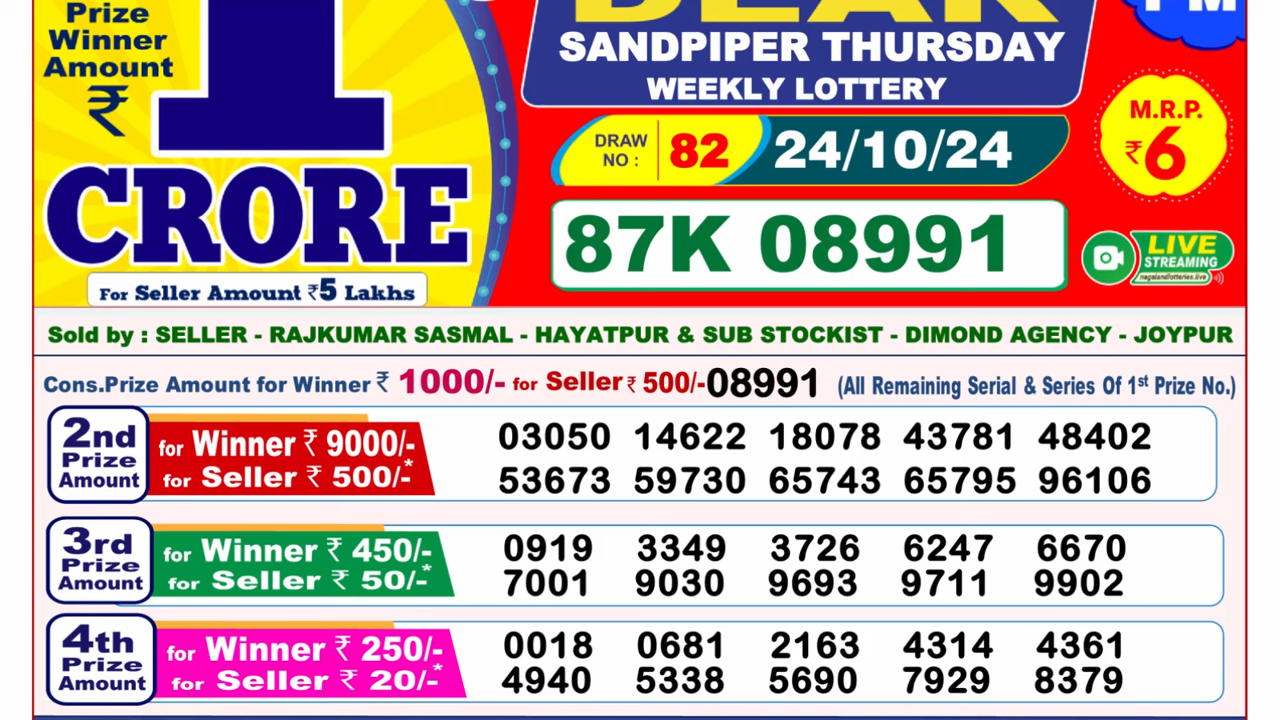 Prize
Winner
Amount
₹
1
CRORE
For Seller Amount ₹5 Lakhs
DEAR
SANDPIPER THURSDAY
WEEKLY LOTTERY
PM
DRAW
NO :
82
24/10/24
M.R.P.
₹6
87K 08991
LIVE
STREAMING
nagalandlotteries.live
Sold by : SELLER - RAJKUMAR SASMAL - HAYATPUR & SUB STOCKIST - DIMOND AGENCY - JOYPUR
Cons.Prize Amount for Winner ₹ 1000/- for Seller ₹ 500/- 08991 (All Remaining Serial & Series Of 1st Prize No.)
2nd
Prize
Amount
for Winner ₹ 9000/-
for Seller ₹ 500/-*
03050 14622 18078 43781 48402
53673 59730 65743 65795 96106
3rd
Prize
Amount
for Winner ₹ 450/-
for Seller ₹ 50/-*
0919 3349 3726 6247 6670
7001 9030 9693 9711 9902
4th
Prize
Amount
for Winner ₹ 250/-
for Seller ₹ 20/-*
0018 0681 2163 4314 4361
4940 5338 5690 7929 8379